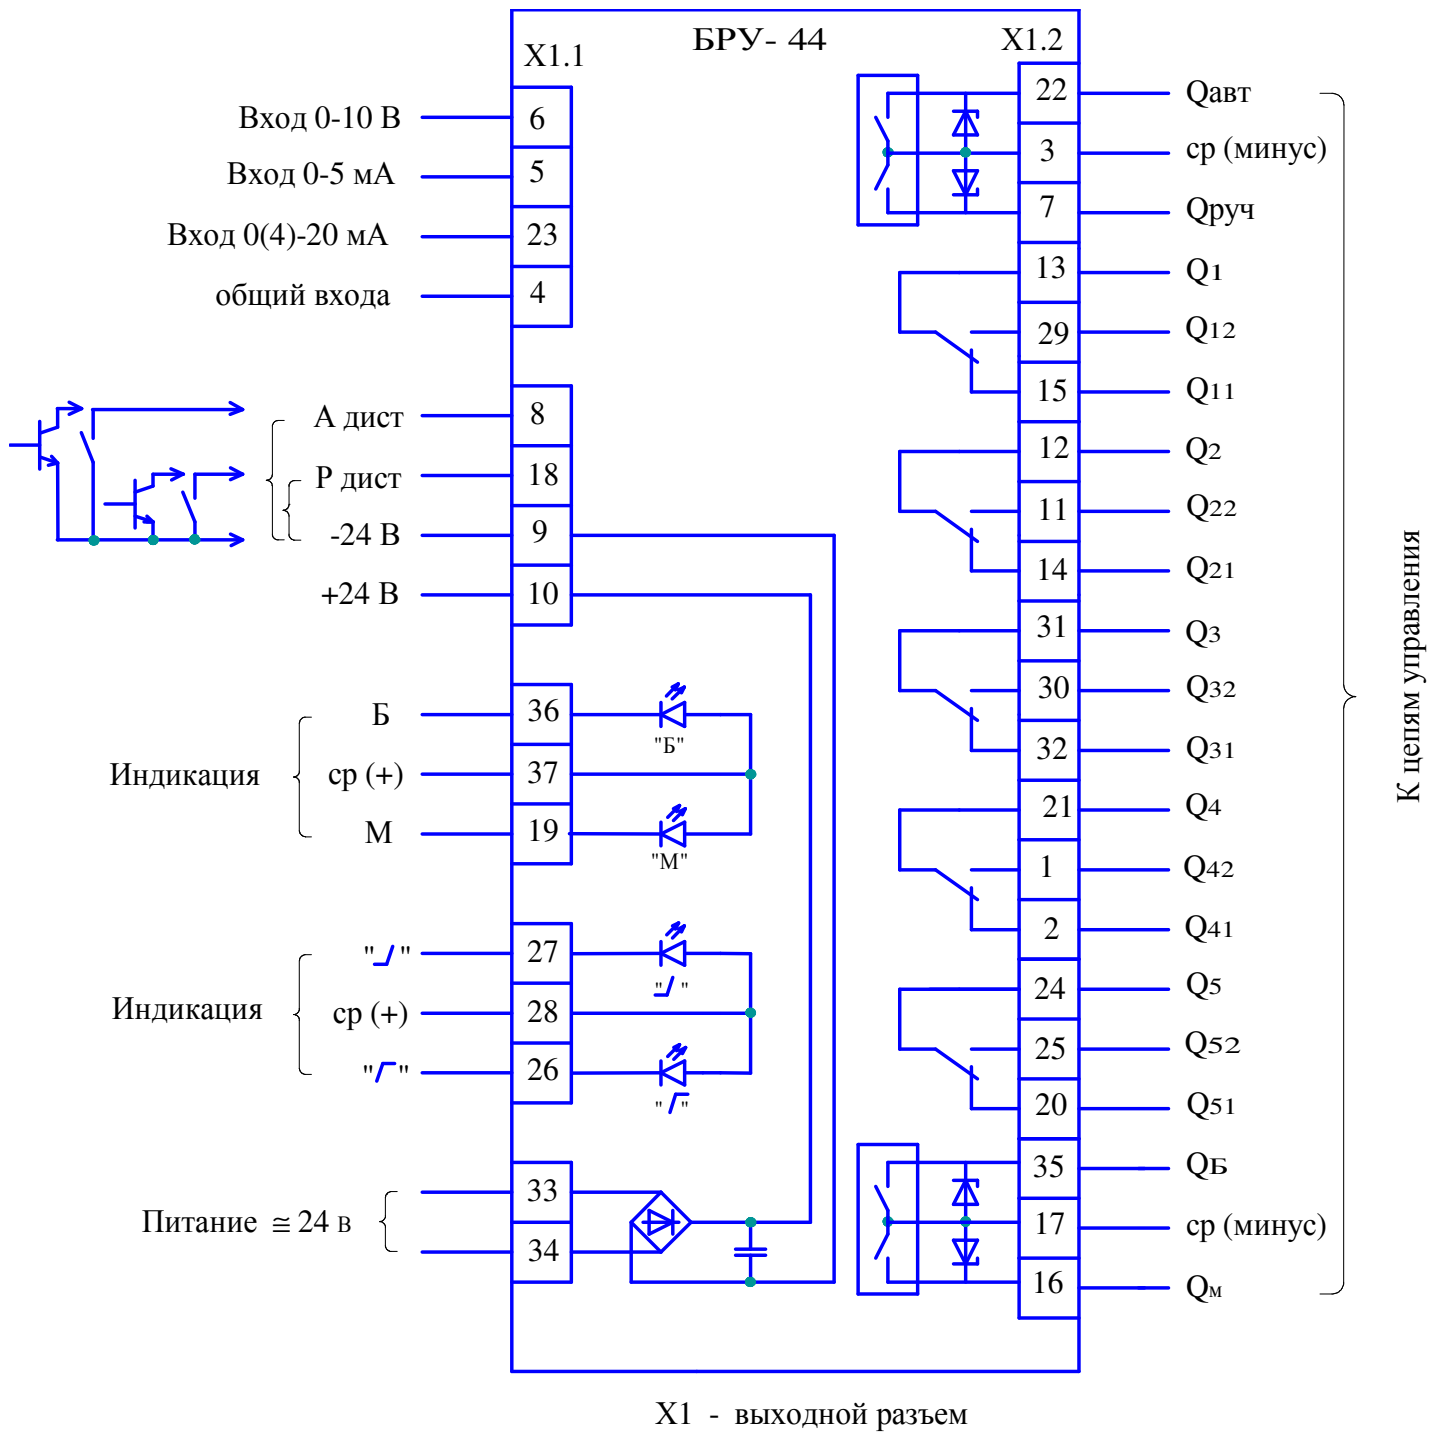 БРУ- 44
X1.1
X1.2
Вход 0-10 В
6
Вход 0-5 мА
5
Вход 0(4)-20 мА
23
общий входа
4
А дист
8
Р дист
18
-24 В
9
+24 В
10
Индикация
Б
36
"Б"
ср (+)
37
М
19
"М"
Индикация
" "
27
" "
ср (+)
28
" "
26
" "
Питание ≅ 24 в
33
34
22
Qавт
3
ср (минус)
7
Qруч
13
Q1
29
Q12
15
Q11
12
Q2
11
Q22
14
Q21
31
Q3
30
Q32
32
Q31
21
Q4
1
Q42
2
Q41
24
Q5
25
Q52
20
Q51
35
QБ
17
ср (минус)
16
Qм
К цепям управления
X1 - выходной разъем